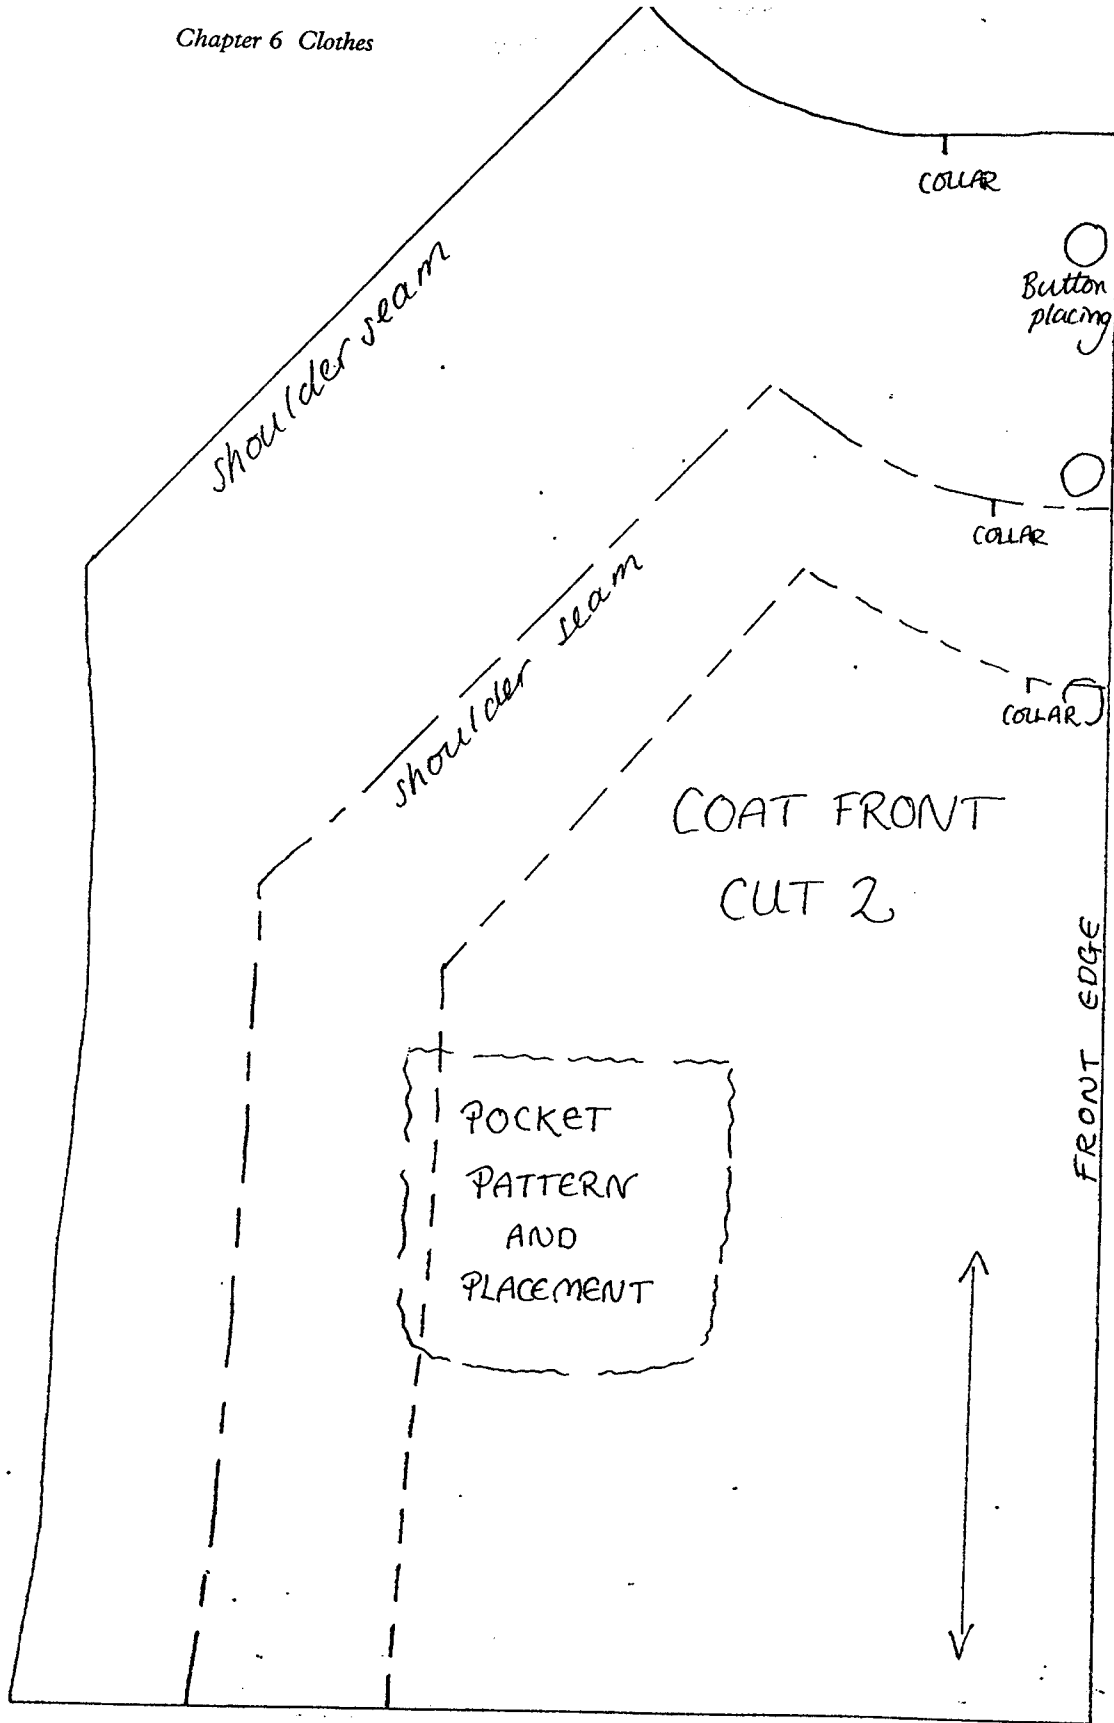 Chapter 6 Clothes
COLLAR
Button
placing
shoulder seam
COLLAR
shoulder seam
COLLAR
COAT FRONT
CUT 2
FRONT EDGE
POCKET
PATTERN
AND
PLACEMENT